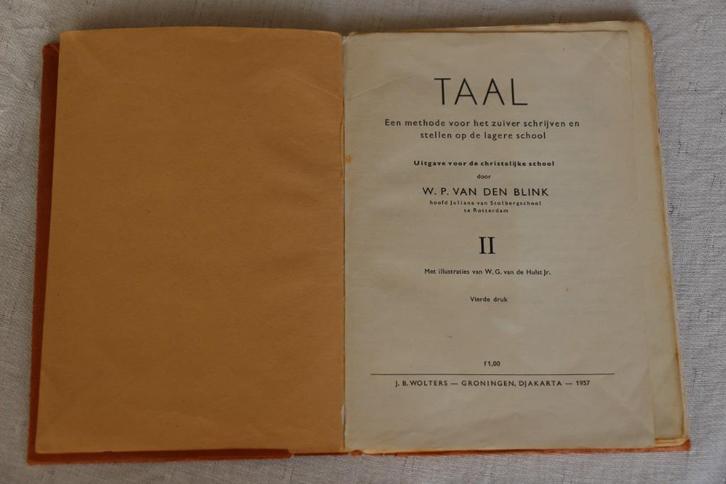 TAAL
Een methode voor het zuiver schrijven en
stellen op de lagere school
Uitgave voor de christelijke school
door
W. P. VAN DEN BLINK
hoofd Juliana van Stolbergschool
te Rotterdam
II
Met illustraties van W. G. van de Hulst Jr.
Vierde druk
f 1,00
J. B. WOLTERS — GRONINGEN, DJAKARTA — 1957